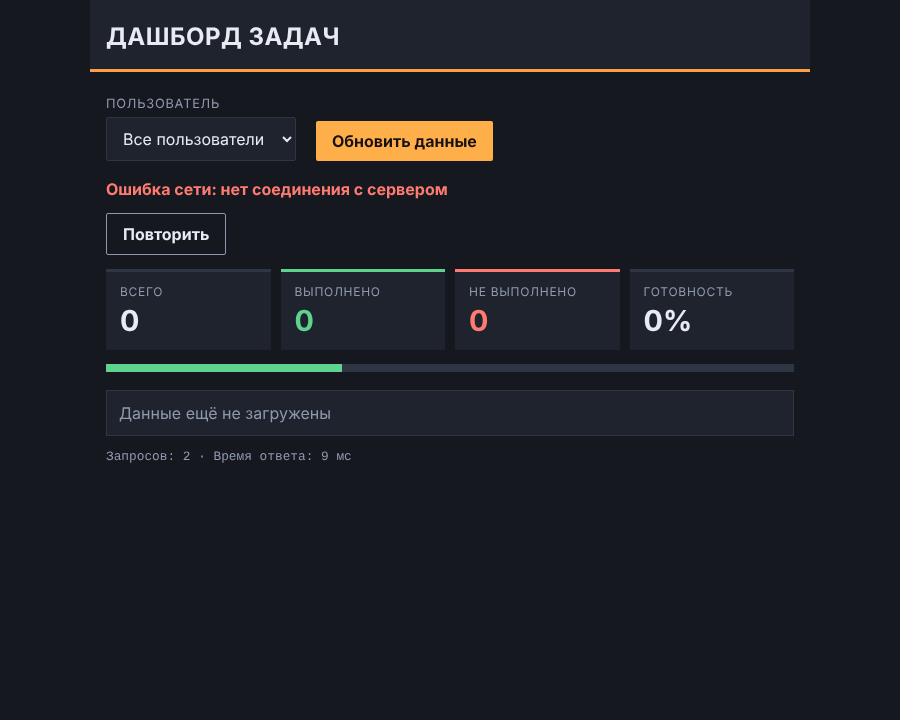 ДАШБОРД ЗАДАЧ
ПОЛЬЗОВАТЕЛЬ
Все пользователи
Обновить данные
Ошибка сети: нет соединения с сервером
Повторить
ВСЕГО
0
ВЫПОЛНЕНО
0
НЕ ВЫПОЛНЕНО
0
ГОТОВНОСТЬ
0%
Данные ещё не загружены
Запросов: 2 · Время ответа: 9 мс